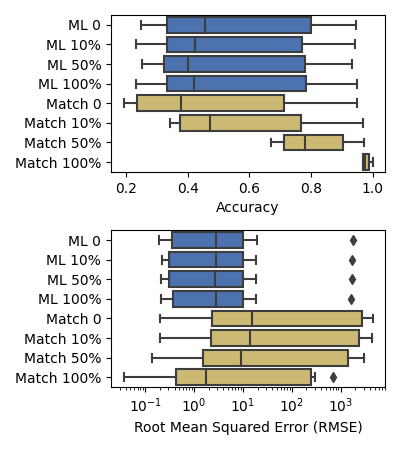 ML 0
ML 10%
ML 50%
ML 100%
Match 0
Match 10%
Match 50%
Match 100%
0.2 0.4 0.6 0.8 1.0
Accuracy
ML 0
ML 10%
ML 50%
ML 100%
Match 0
Match 10%
Match 50%
Match 100%
10⁻¹ 10⁰ 10¹ 10² 10³
Root Mean Squared Error (RMSE)